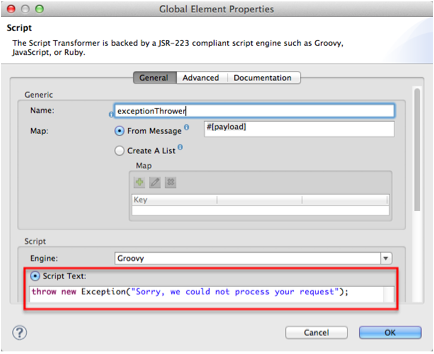 Global Element Properties
Script
The Script Transformer is backed by a JSR-223 compliant script engine such as Groovy,
JavaScript, or Ruby.
General Advanced Documentation
Generic
Name: exceptionThrower
Map: From Message #[payload]
Create A List
Map
Key
Script
Engine: Groovy
Script Text:
throw new Exception("Sorry, we could not process your request");
? Cancel OK